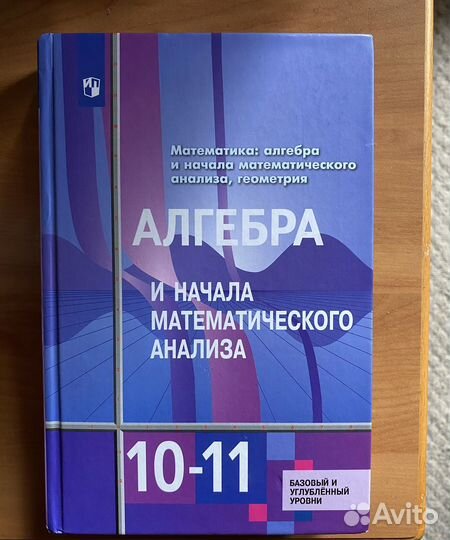 Математика: алгебра
и начала математического
анализа, геометрия
АЛГЕБРА
И НАЧАЛА
МАТЕМАТИЧЕСКОГО
АНАЛИЗА
10-11
БАЗОВЫЙ И
УГЛУБЛЁННЫЙ
УРОВНИ
Avito